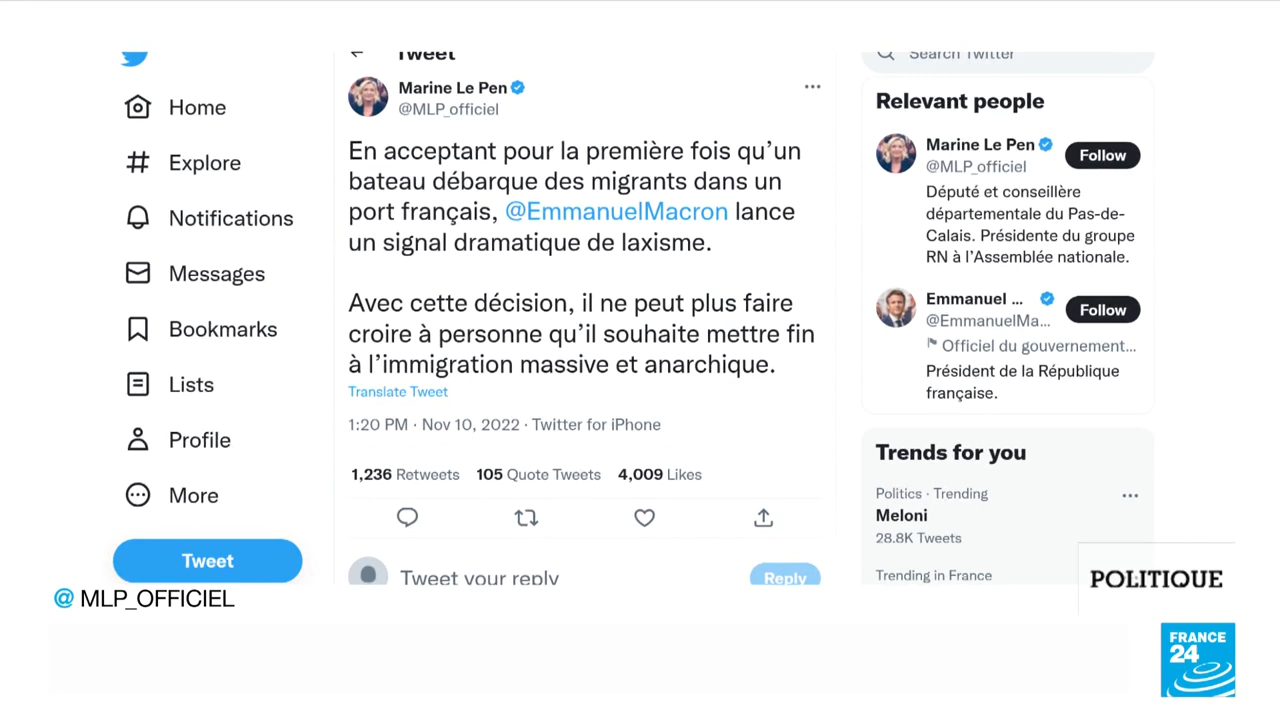 Tweet
Search Twitter
Home
Explore
Notifications
Messages
Bookmarks
Lists
Profile
More
Tweet
Marine Le Pen
@MLP_officiel
En acceptant pour la première fois qu'un
bateau débarque des migrants dans un
port français, @EmmanuelMacron lance
un signal dramatique de laxisme.
Avec cette décision, il ne peut plus faire
croire à personne qu'il souhaite mettre fin
à l'immigration massive et anarchique.
Translate Tweet
1:20 PM · Nov 10, 2022 · Twitter for iPhone
1,236 Retweets 105 Quote Tweets 4,009 Likes
Tweet your reply
Reply
Relevant people
Marine Le Pen
@MLP_officiel
Follow
Député et conseillère
départementale du Pas-de-
Calais. Présidente du groupe
RN à l'Assemblée nationale.
Emmanuel ...
@EmmanuelMa...
Follow
Officiel du gouvernement...
Président de la République
française.
Trends for you
Politics · Trending
Meloni
28.8K Tweets
Trending in France
@ MLP_OFFICIEL
POLITIQUE
FRANCE
24